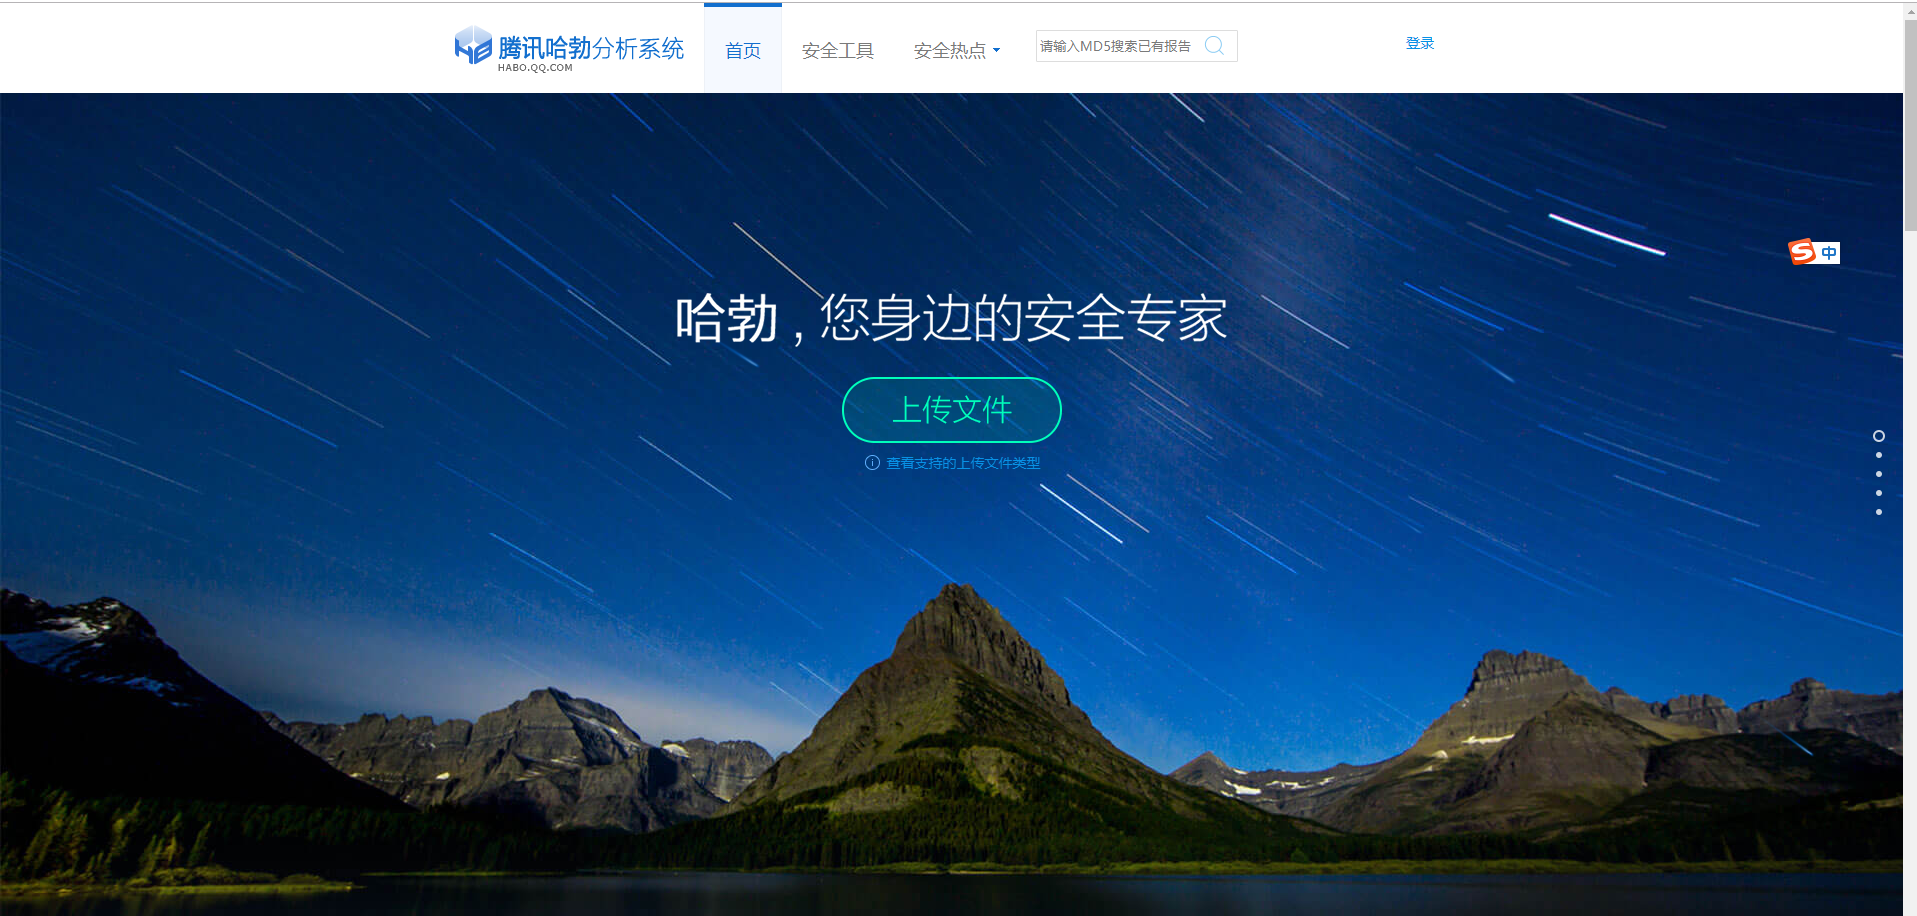 腾讯哈勃分析系统
HABO.QQ.COM
首页
安全工具
安全热点
请输入MD5搜索已有报告
登录
S中
哈勃 , 您身边的安全专家
上传文件
查看支持的上传文件类型